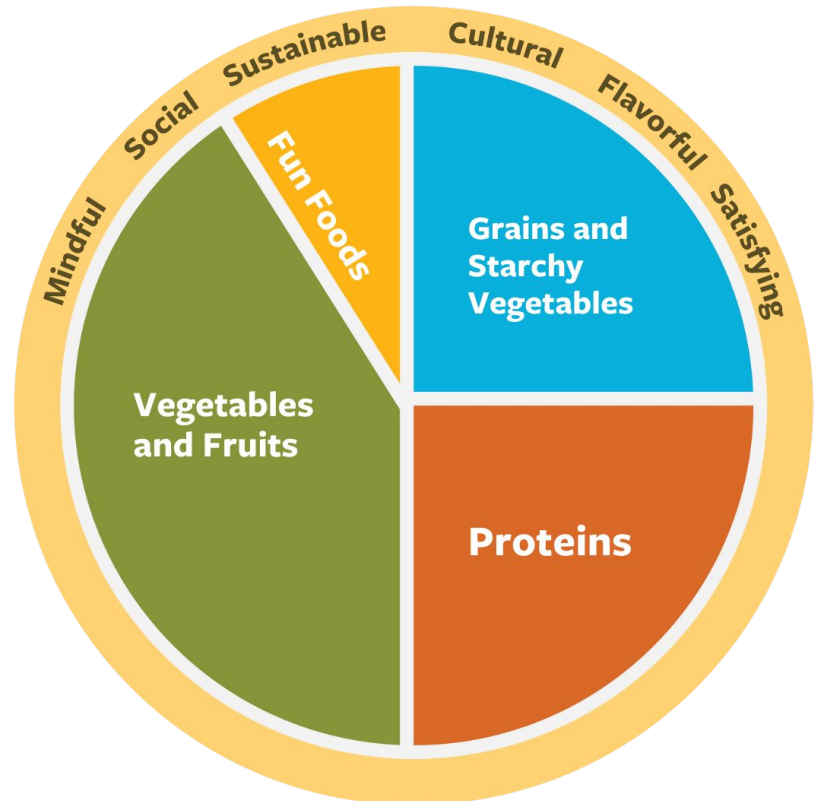 Mindful
Social
Sustainable
Cultural
Flavorful
Satisfying
Fun Foods
Grains and
Starchy
Vegetables
Vegetables
and Fruits
Proteins